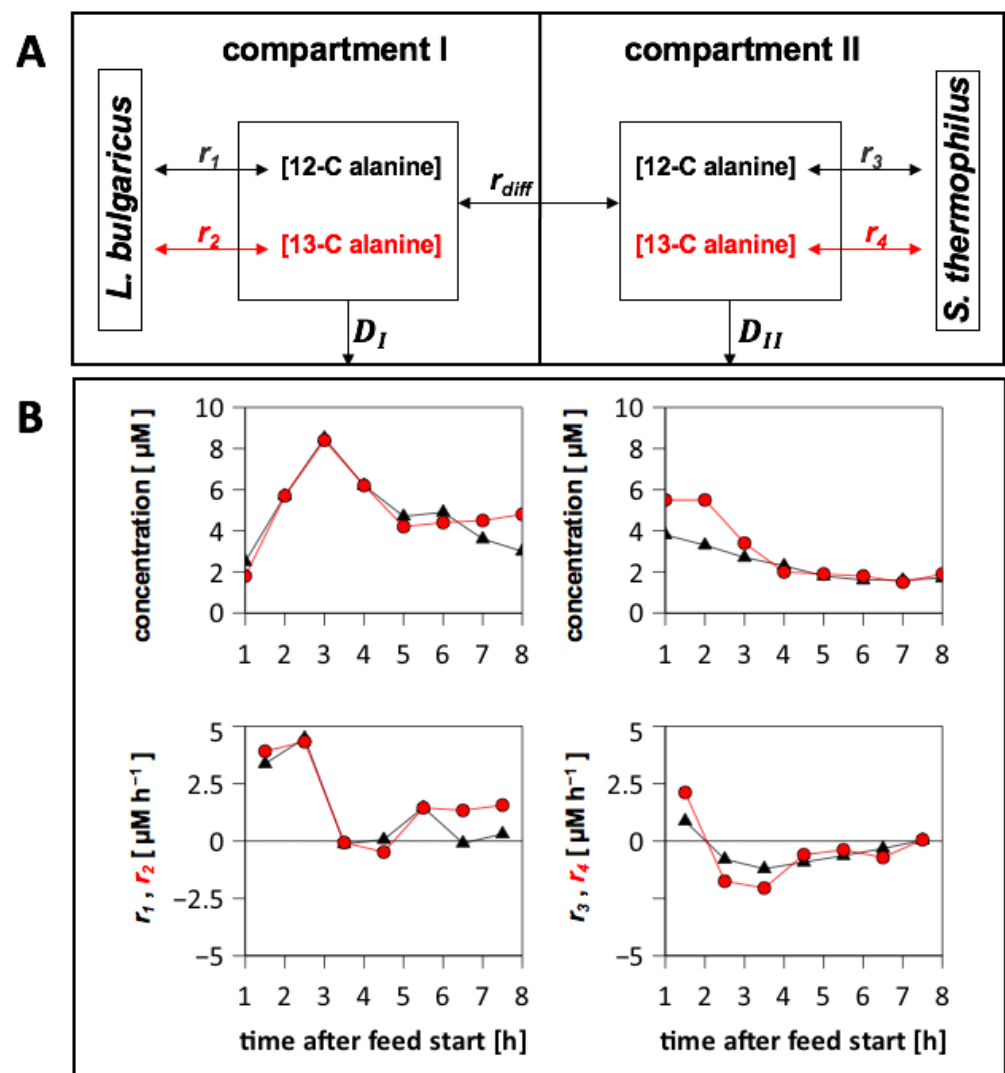 A
compartment I
compartment II
L. bulgaricus
r1
[12-C alanine]
r2
[13-C alanine]
rdiff
[12-C alanine]
r3
[13-C alanine]
r4
S. thermophilus
DI
DII
B
concentration [ µM ]
10
8
6
4
2
0
1 2 3 4 5 6 7 8
concentration [ µM ]
10
8
6
4
2
0
1 2 3 4 5 6 7 8
r1 , r2 [ µM h−1 ]
5
2.5
0
−2.5
−5
1 2 3 4 5 6 7 8
time after feed start [h]
r3 , r4 [ µM h−1 ]
5
2.5
0
−2.5
−5
1 2 3 4 5 6 7 8
time after feed start [h]